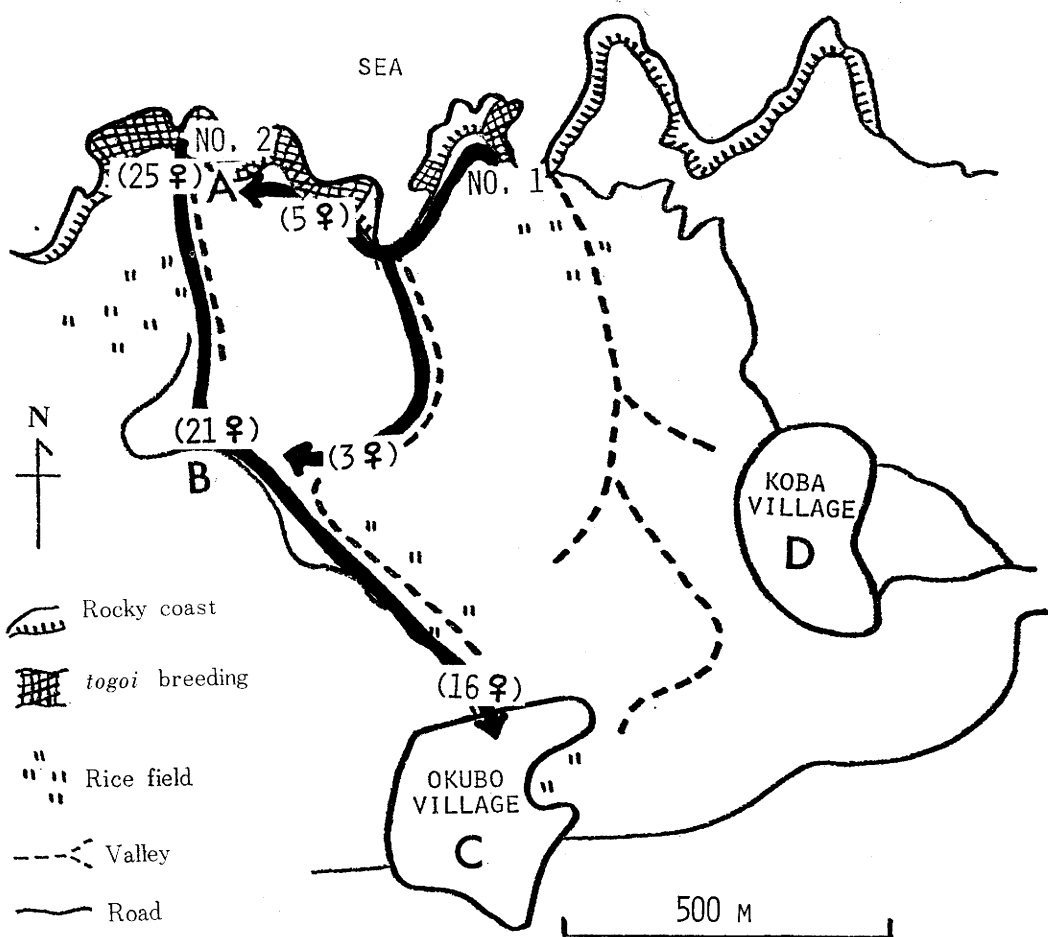 SEA
NO. 2
(25♀)
A
(5♀)
NO. 1
N
(21♀)
B
(3♀)
KOBA
VILLAGE
D
Rocky coast
togoi breeding
(16♀)
Rice field
OKUBO
VILLAGE
C
Valley
Road
500 M